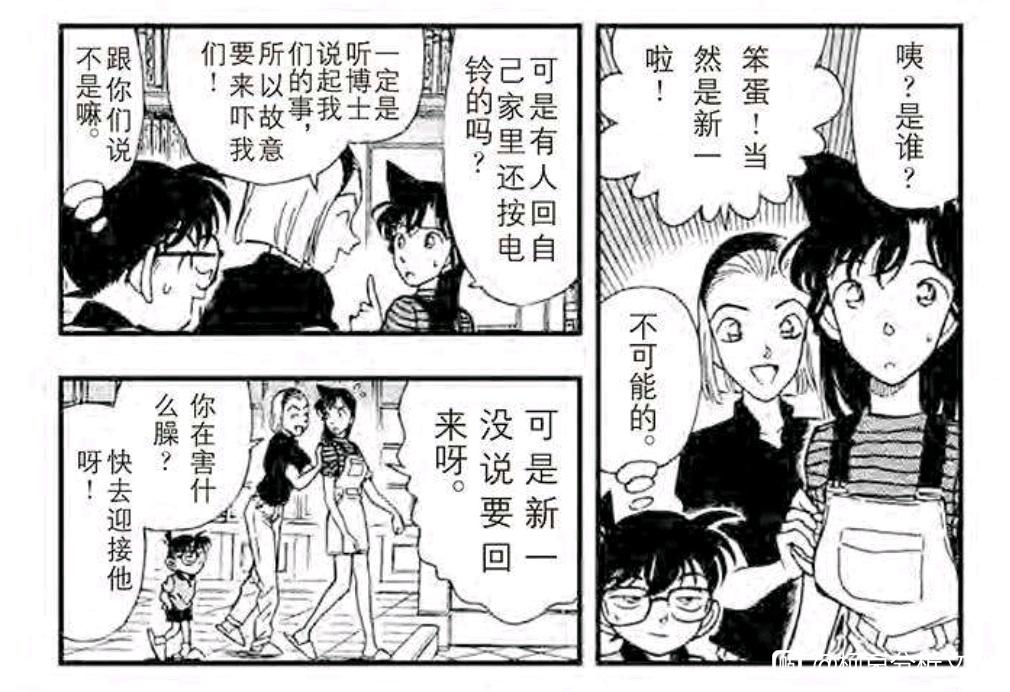 咦?是谁?
笨蛋!当
然是新一
啦!
不可能的。
可是有人回自
己家里还按电
铃的吗?
一定是
听博士
说起我
们的事,
所以故意
要来吓我
们!
跟你们说
不是嘛。
可是新一
没说要回
来呀。
你在害什
么臊?
快去迎接他
呀!